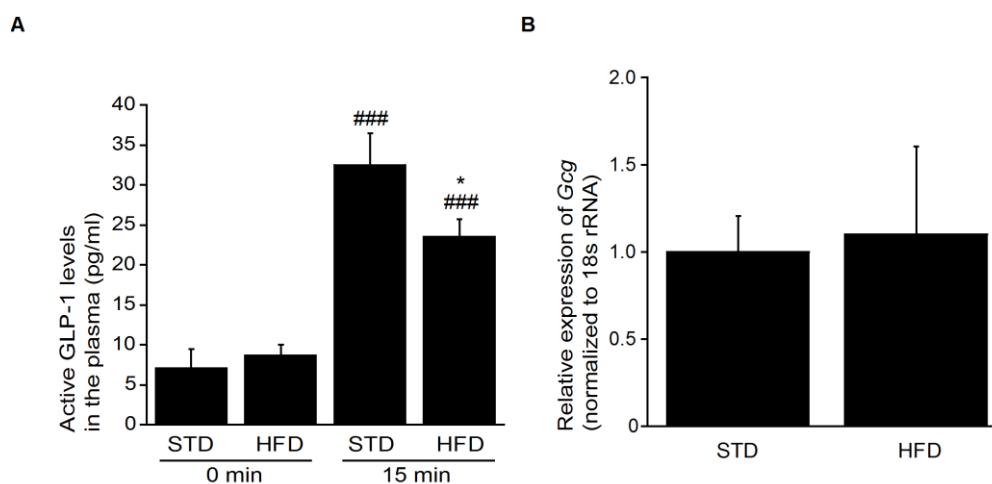 A
Active GLP-1 levels
in the plasma (pg/ml)
40
35
30
25
20
15
10
5
0
###
*
###
STD
HFD
STD
HFD
0 min
15 min
B
Relative expression of Gcg
(normalized to 18s rRNA)
2.0
1.5
1.0
0.5
0
STD
HFD